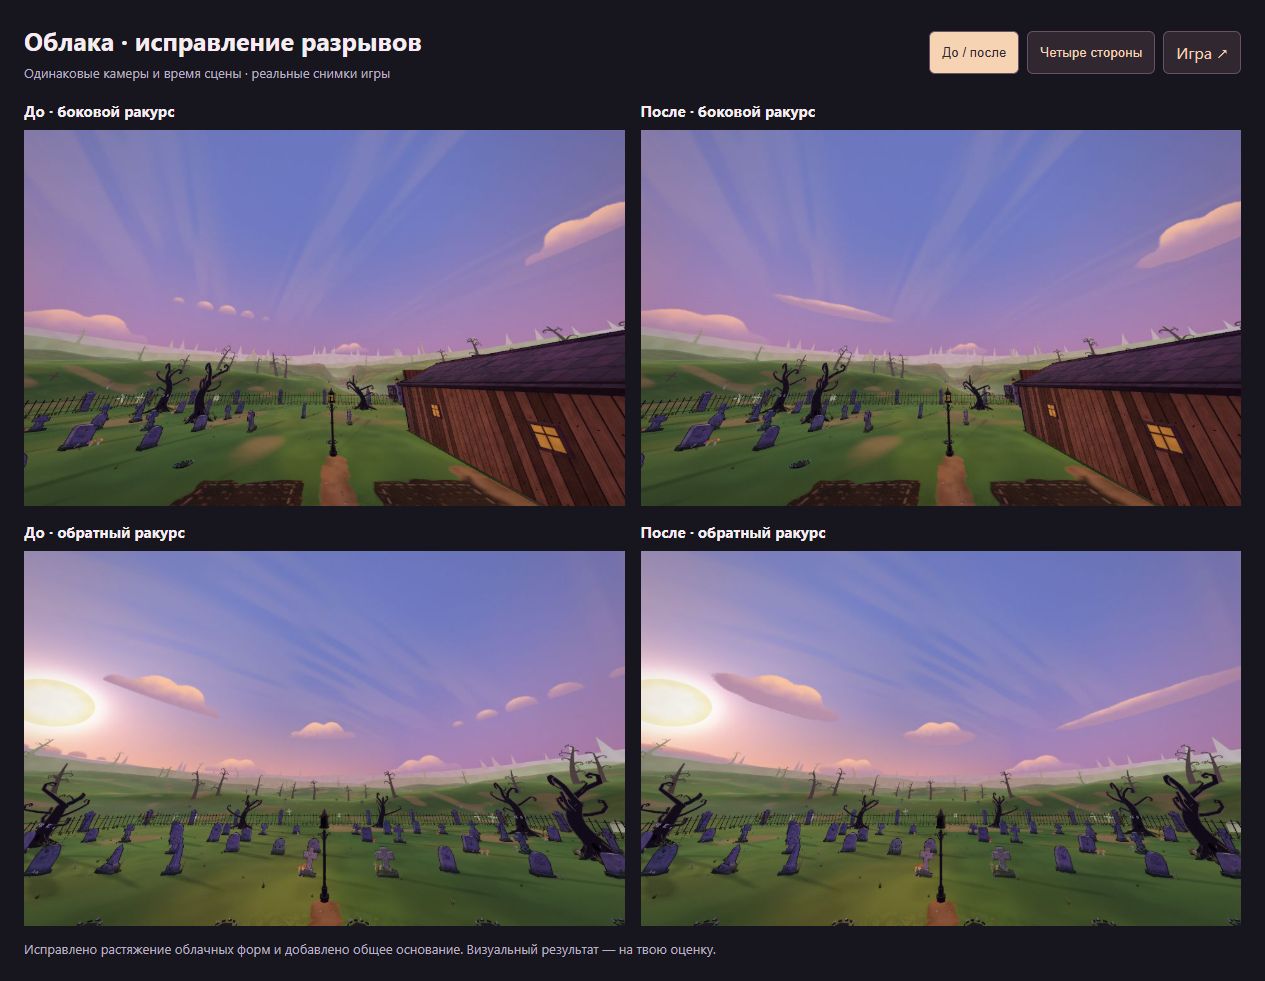 Облака · исправление разрывов
Одинаковые камеры и время сцены · реальные снимки игры
До / после
Четыре стороны
Игра ↗
До · боковой ракурс
После · боковой ракурс
До · обратный ракурс
После · обратный ракурс
Исправлено растяжение облачных форм и добавлено общее основание. Визуальный результат — на твою оценку.